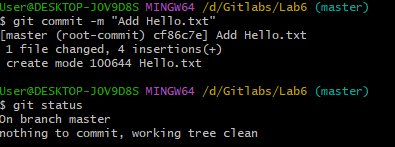 User@DESKTOP-JOV9D8S MINGW64 /d/Gitlabs/Lab6 (master)
$ git commit -m "Add Hello.txt"
[master (root-commit) cf86c7e] Add Hello.txt
 1 file changed, 4 insertions(+)
 create mode 100644 Hello.txt
User@DESKTOP-JOV9D8S MINGW64 /d/Gitlabs/Lab6 (master)
$ git status
On branch master
nothing to commit, working tree clean